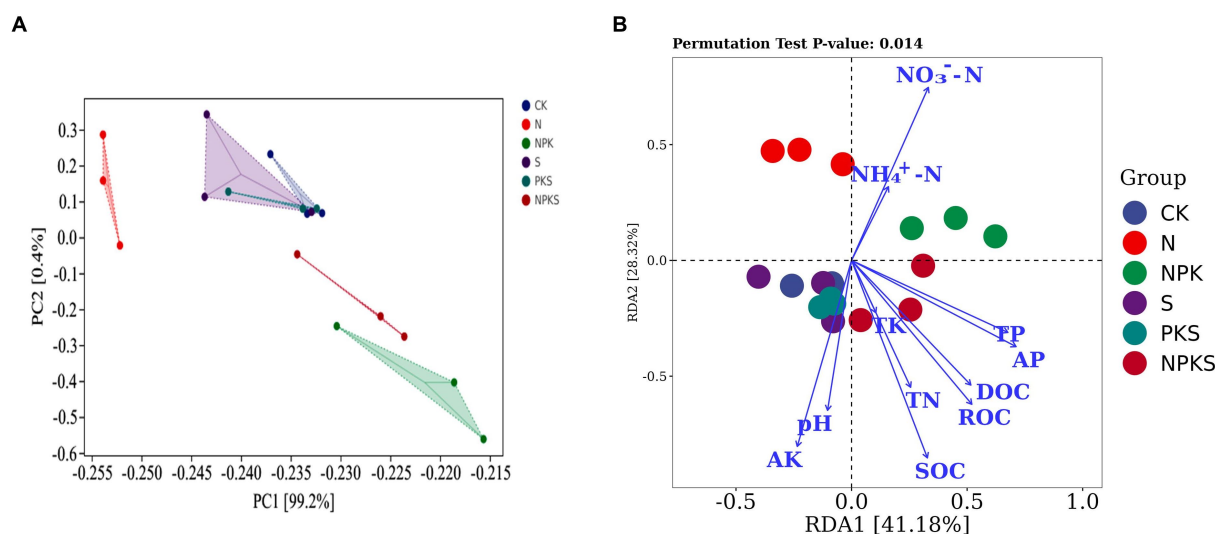 A
PC2 [0.4%]
0.3
0.2
0.1
0.0
-0.1
-0.2
-0.3
-0.4
-0.5
-0.6
-0.255
-0.250
-0.245
-0.240
-0.235
-0.230
-0.225
-0.220
-0.215
PC1 [99.2%]
CK
N
NPK
S
PKS
NPKS
B
Permutation Test P-value: 0.014
RDA2 [28.32%]
0.5
0.0
-0.5
NO₃⁻-N
NH₄⁺-N
TK
TP
AP
DOC
TN
ROC
pH
AK
SOC
-0.5
0.0
0.5
1.0
RDA1 [41.18%]
Group
CK
N
NPK
S
PKS
NPKS